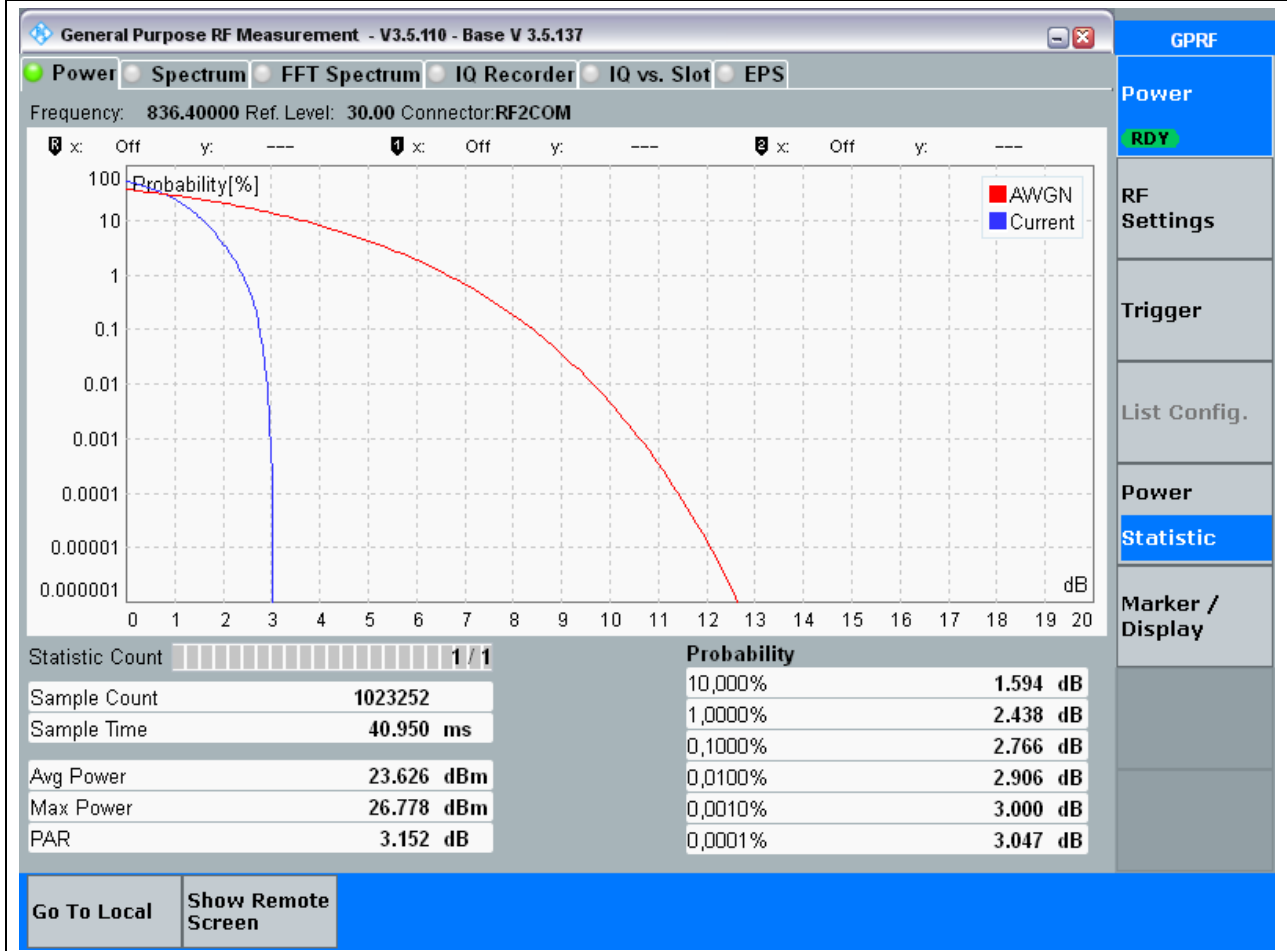 General Purpose RF Measurement - V3.5.110 - Base V 3.5.137
Power Spectrum FFT Spectrum IQ Recorder IQ vs. Slot EPS
Frequency: 836.40000 Ref. Level: 30.00 Connector:RF2COM
R x: Off y: --- 1 x: Off y: --- 2 x: Off y: ---
Probability[%]
AWGN
Current
100
10
1
0.1
0.01
0.001
0.0001
0.00001
0.000001
dB
0 1 2 3 4 5 6 7 8 9 10 11 12 13 14 15 16 17 18 19 20
Statistic Count 1 / 1
Sample Count 1023252
Sample Time 40.950 ms
Avg Power 23.626 dBm
Max Power 26.778 dBm
PAR 3.152 dB
Probability
10,000% 1.594 dB
1,0000% 2.438 dB
0,1000% 2.766 dB
0,0100% 2.906 dB
0,0010% 3.000 dB
0,0001% 3.047 dB
GPRF
Power
RDY
RF
Settings
Trigger
List Config.
Power
Statistic
Marker /
Display
Go To Local
Show Remote
Screen